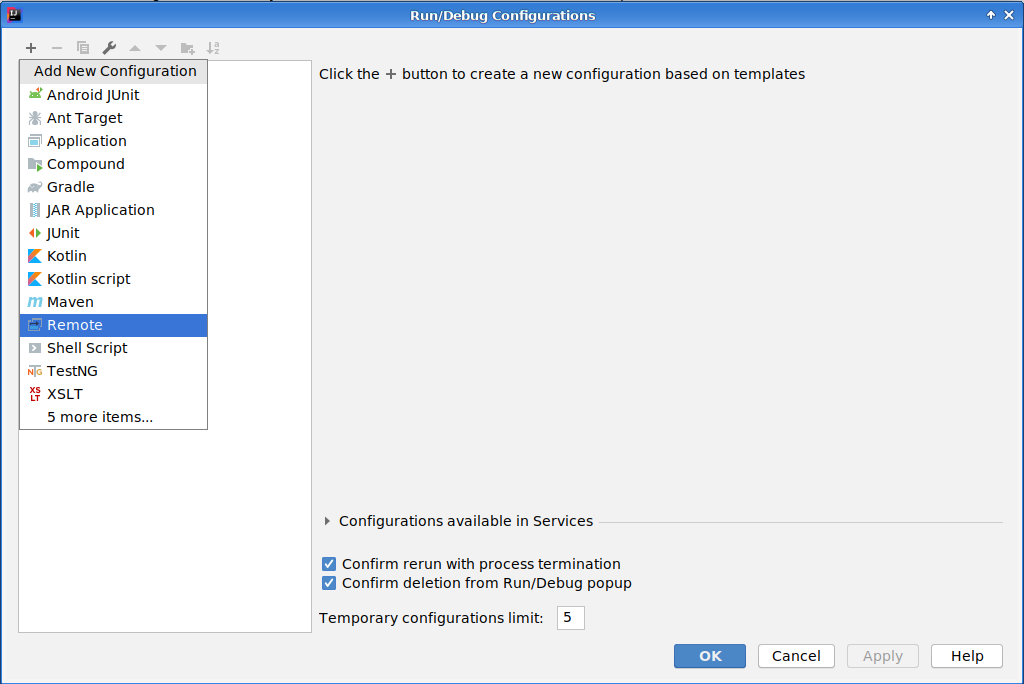 Run/Debug Configurations
Add New Configuration
Click the + button to create a new configuration based on templates
Android JUnit
Ant Target
Application
Compound
Gradle
JAR Application
JUnit
Kotlin
Kotlin script
m Maven
Remote
Shell Script
TestNG
XS
LT XSLT
5 more items...
Configurations available in Services
Confirm rerun with process termination
Confirm deletion from Run/Debug popup
Temporary configurations limit: 5
OK Cancel Apply Help